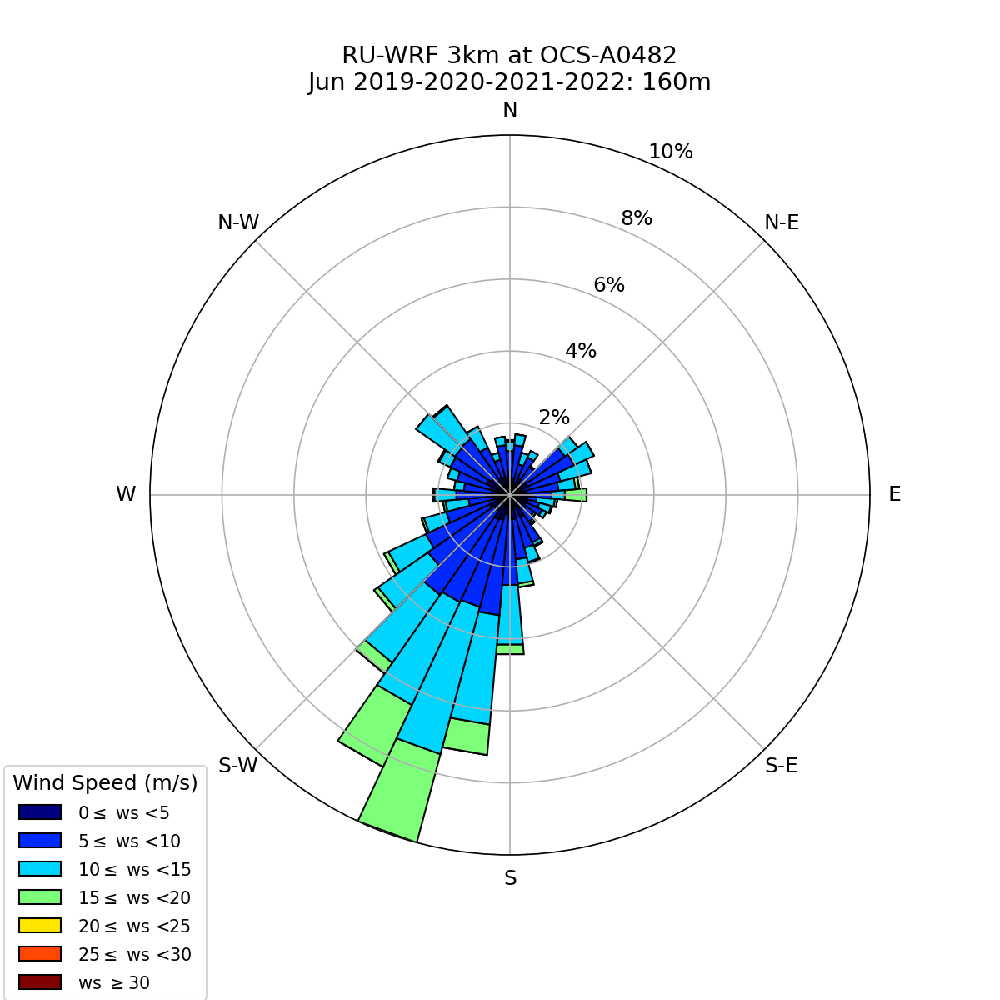 RU-WRF 3km at OCS-A0482
Jun 2019-2020-2021-2022: 160m
N
10%
N-W
N-E
8%
6%
4%
2%
W
E
S-W
S-E
S
Wind Speed (m/s)
0 ≤ ws <5
5 ≤ ws <10
10 ≤ ws <15
15 ≤ ws <20
20 ≤ ws <25
25 ≤ ws <30
ws ≥ 30